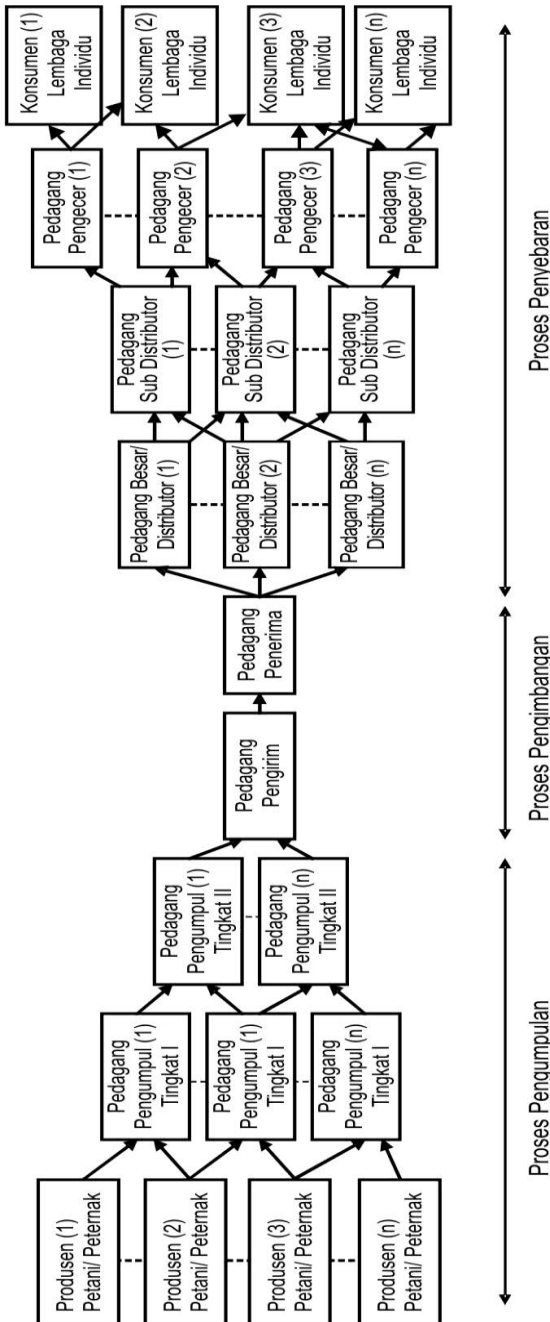 Produsen (1)
Petani/ Peternak
Produsen (2)
Petani/ Peternak
Produsen (3)
Petani/ Peternak
Produsen (n)
Petani/ Peternak
Pedagang
Pengumpul (1)
Tingkat I
Pedagang
Pengumpul (1)
Tingkat I
Pedagang
Pengumpul (n)
Tingkat I
Pedagang
Pengumpul (1)
Tingkat II
Pedagang
Pengumpul (n)
Tingkat II
Pedagang
Pengirim
Pedagang
Penerima
Pedagang Besar/
Distributor (1)
Pedagang Besar/
Distributor (2)
Pedagang Besar/
Distributor (n)
Pedagang
Sub Distributor
(1)
Pedagang
Sub Distributor
(2)
Pedagang
Sub Distributor
(n)
Pedagang
Pengecer (1)
Pedagang
Pengecer (2)
Pedagang
Pengecer (3)
Pedagang
Pengecer (n)
Konsumen (1)
Lembaga
Individu
Konsumen (2)
Lembaga
Individu
Konsumen (3)
Lembaga
Individu
Konsumen (n)
Lembaga
Individu
Proses Pengumpulan
Proses Pengimbangan
Proses Penyebaran